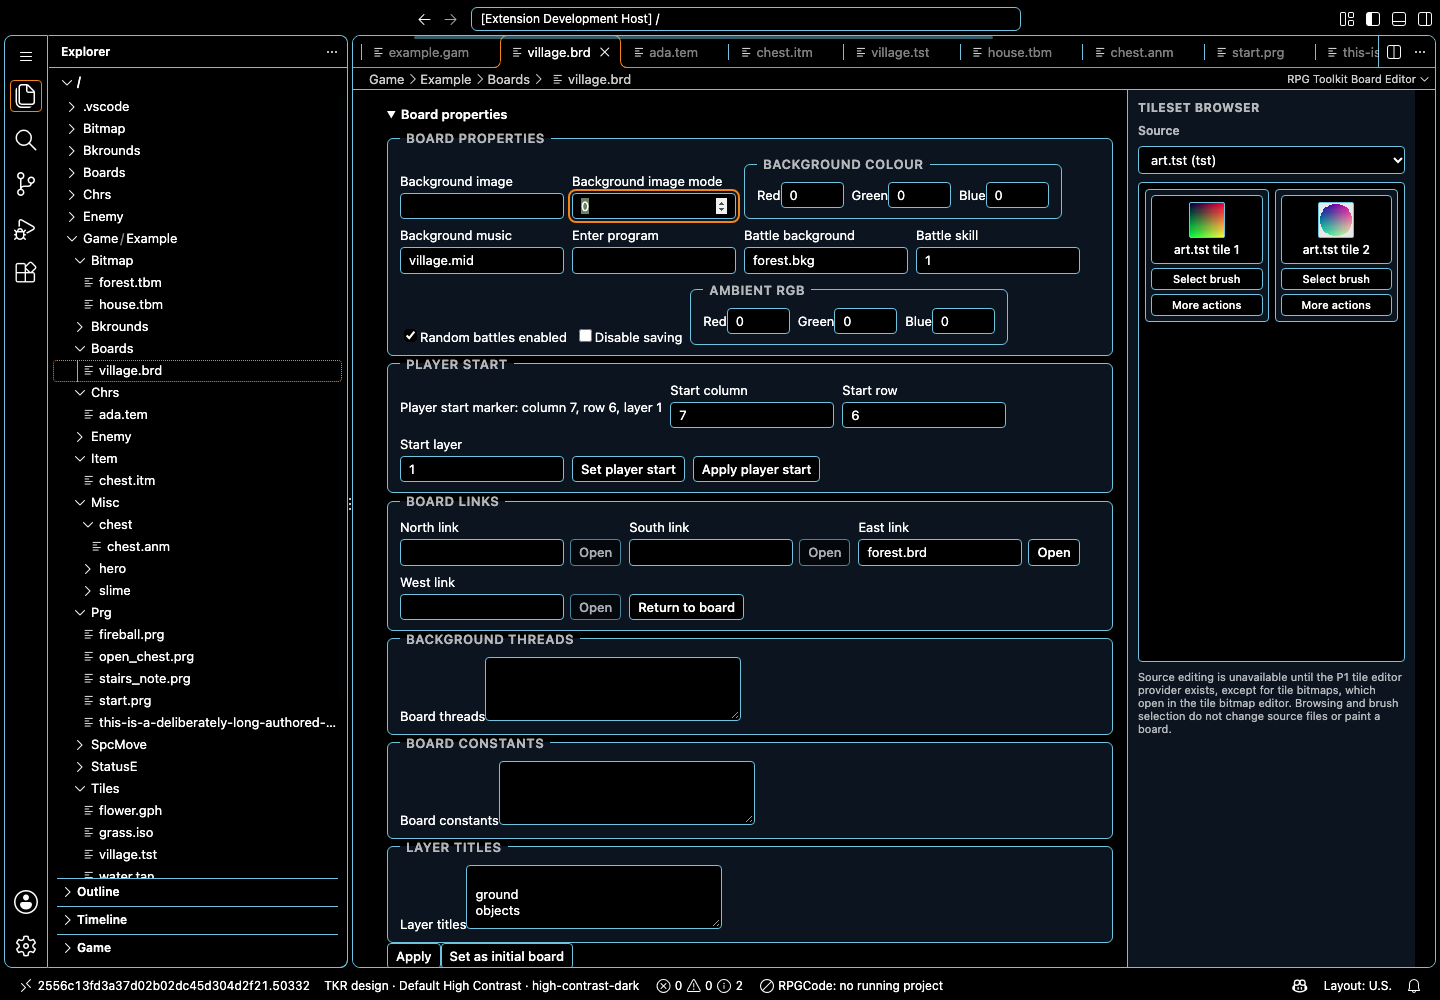 [Extension Development Host] /
Explorer
/
.vscode
Bitmap
Bkrounds
Boards
Chrs
Enemy
Game/Example
Bitmap
forest.tbm
house.tbm
Bkrounds
Boards
village.brd
Chrs
ada.tem
Enemy
Item
chest.itm
Misc
chest
chest.anm
hero
slime
Prg
fireball.prg
open_chest.prg
stairs_note.prg
start.prg
this-is-a-deliberately-long-authored-...
SpcMove
StatusE
Tiles
flower.gph
grass.iso
village.tst
water.tan
Outline
Timeline
Game
example.gam village.brd ada.tem chest.itm village.tst house.tbm chest.anm start.prg this-is
Game > Example > Boards > village.brd
RPG Toolkit Board Editor
Board properties
BOARD PROPERTIES
Background image
Background image mode
0
BACKGROUND COLOUR
Red 0 Green 0 Blue 0
Background music
village.mid
Enter program
Battle background
forest.bkg
Battle skill
1
Random battles enabled
Disable saving
AMBIENT RGB
Red 0 Green 0 Blue 0
PLAYER START
Player start marker: column 7, row 6, layer 1
Start column
7
Start row
6
Start layer
1
Set player start
Apply player start
BOARD LINKS
North link
Open
South link
Open
East link
forest.brd
Open
West link
Open
Return to board
BACKGROUND THREADS
Board threads
BOARD CONSTANTS
Board constants
LAYER TITLES
ground
objects
Layer titles
Apply
Set as initial board
TILESET BROWSER
Source
art.tst (tst)
art.tst tile 1
Select brush
More actions
art.tst tile 2
Select brush
More actions
Source editing is unavailable until the P1 tile editor
provider exists, except for tile bitmaps, which
open in the tile bitmap editor. Browsing and brush
selection do not change source files or paint a
board.
2556c13fd3a37d02b02dc45d304d2f21.50332 TKR design · Default High Contrast · high-contrast-dark 0 0 2 RPGCode: no running project Layout: U.S.